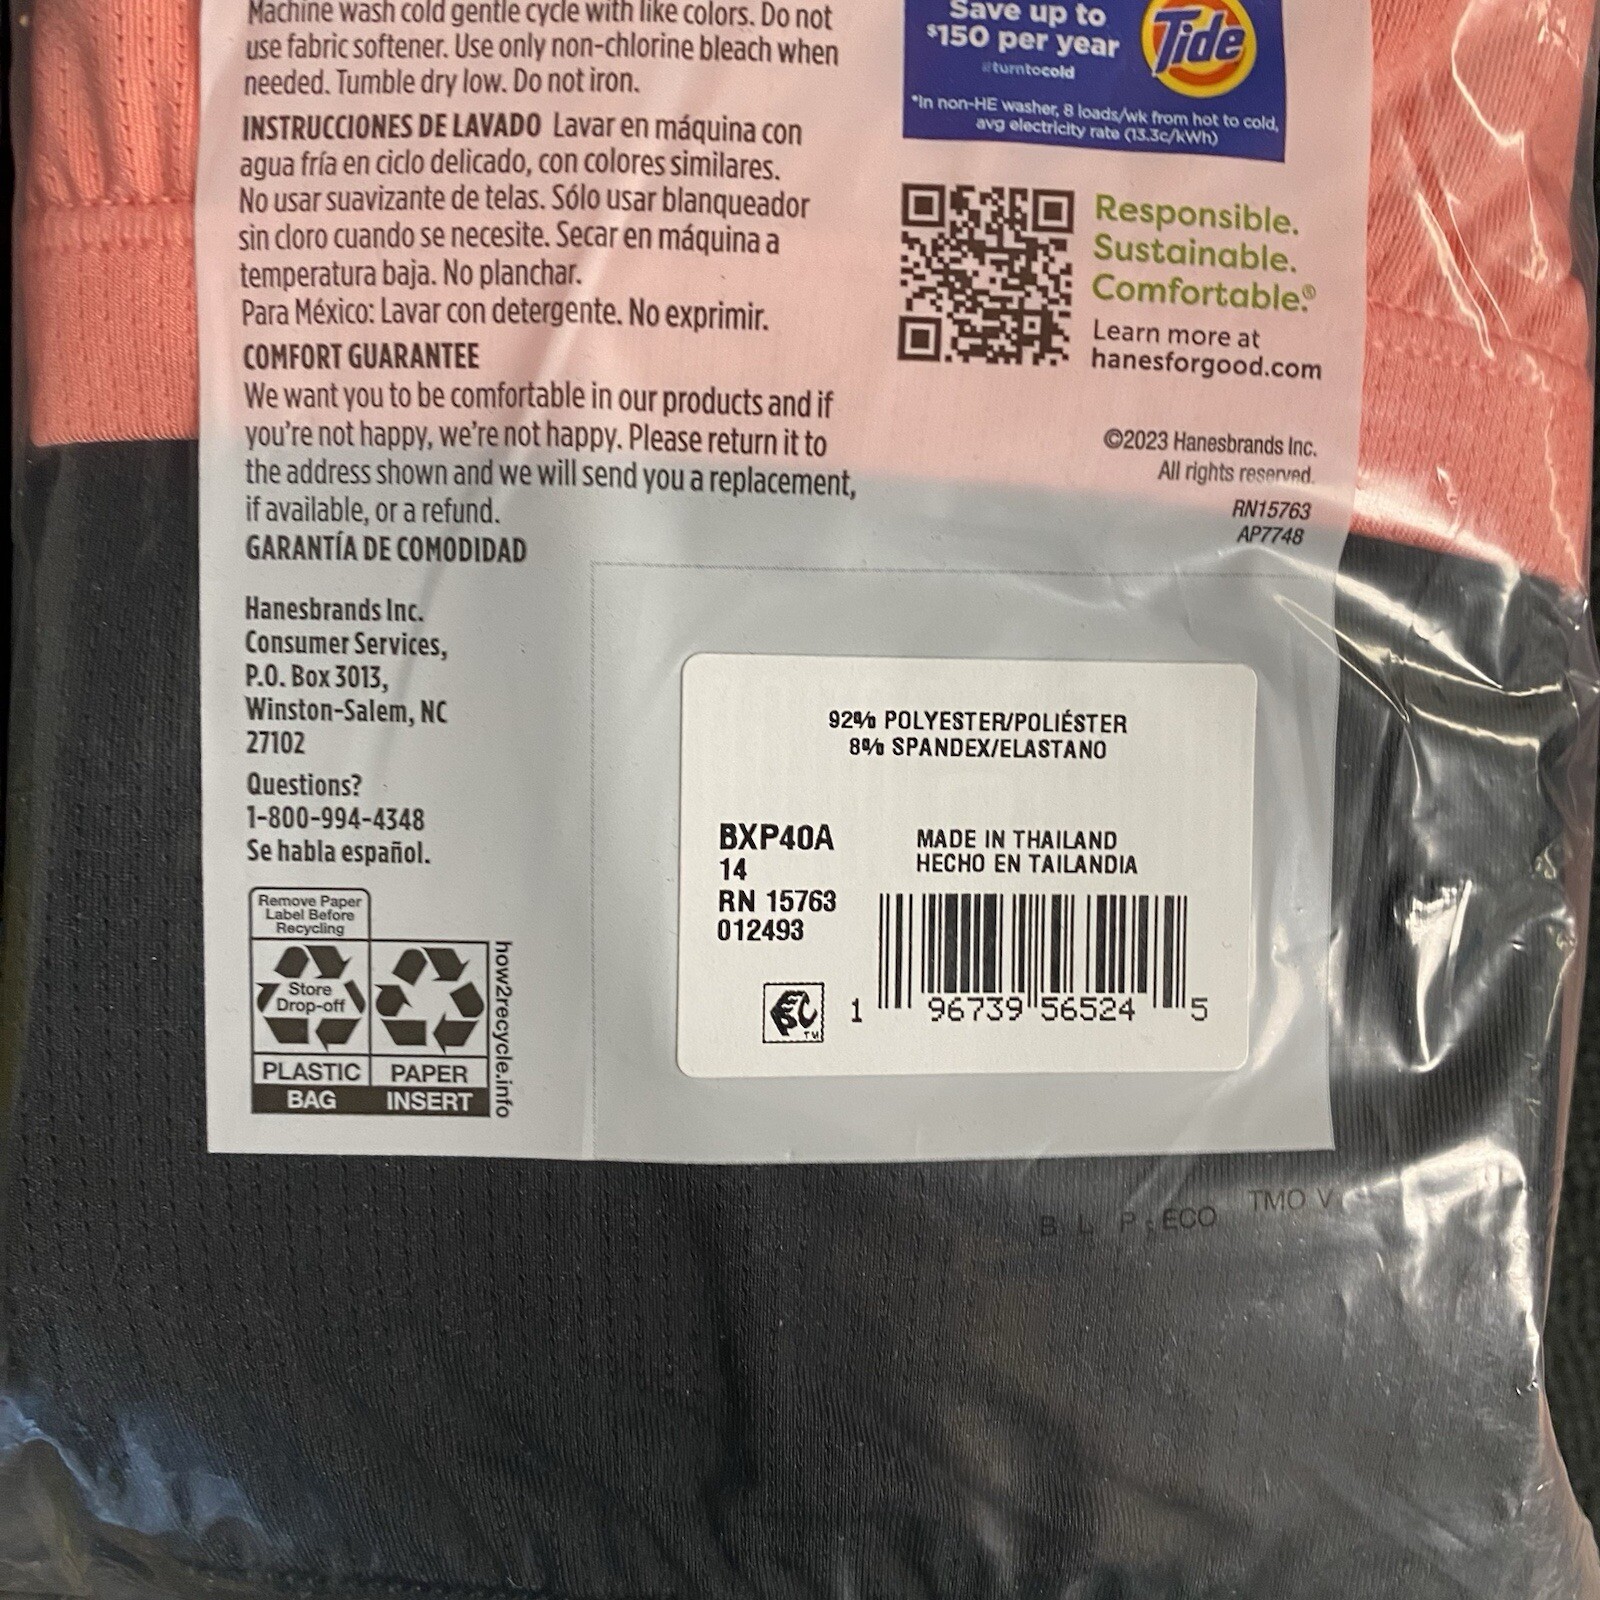 Machine wash cold gentle cycle with like colors. Do not
use fabric softener. Use only non-chlorine bleach when
needed. Tumble dry low. Do not iron.
INSTRUCCIONES DE LAVADO Lavar en máquina con
agua fría en ciclo delicado, con colores similares.
No usar suavizante de telas. Sólo usar blanqueador
sin cloro cuando se necesite. Secar en máquina a
temperatura baja. No planchar.
Para México: Lavar con detergente. No exprimir.
COMFORT GUARANTEE
We want you to be comfortable in our products and if
you're not happy, we're not happy. Please return it to
the address shown and we will send you a replacement,
if available, or a refund.
GARANTÍA DE COMODIDAD
Hanesbrands Inc.
Consumer Services,
P.O. Box 3013,
Winston-Salem, NC
27102
Questions?
1-800-994-4348
Se habla español.
Remove Paper
Label Before
Recycling
Store
Drop-off
PLASTIC
BAG
PAPER
INSERT
how2recycle.info
Save up to
$150 per year
#turntocold
Tide
*In non-HE washer, 8 loads/wk from hot to cold,
avg electricity rate (13.3c/kWh)
Responsible.
Sustainable.
Comfortable.®
Learn more at
hanesforgood.com
©2023 Hanesbrands Inc.
All rights reserved.
RN15763
AP7748
92% POLYESTER/POLIÉSTER
8% SPANDEX/ELASTANO
BXP40A
14
RN 15763
012493
MADE IN THAILAND
HECHO EN TAILANDIA
EPC TM
1 96739 56524 5
B L P ; ECO TMO V